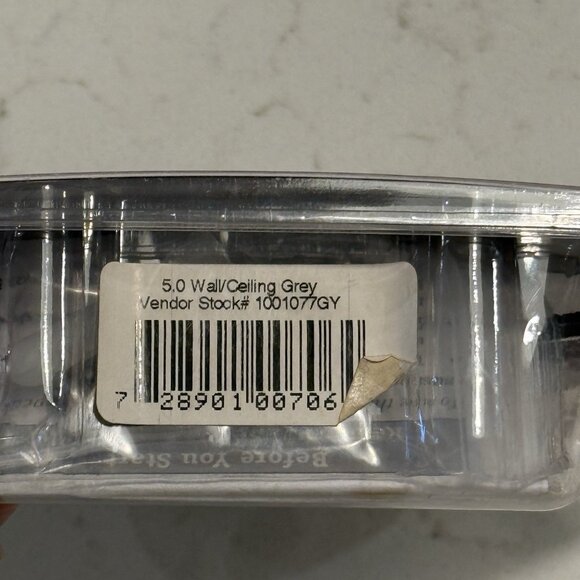 5.0 Wall/Ceiling Grey
Vendor Stock# 1001077GY
7 28901 00706
Before You Start